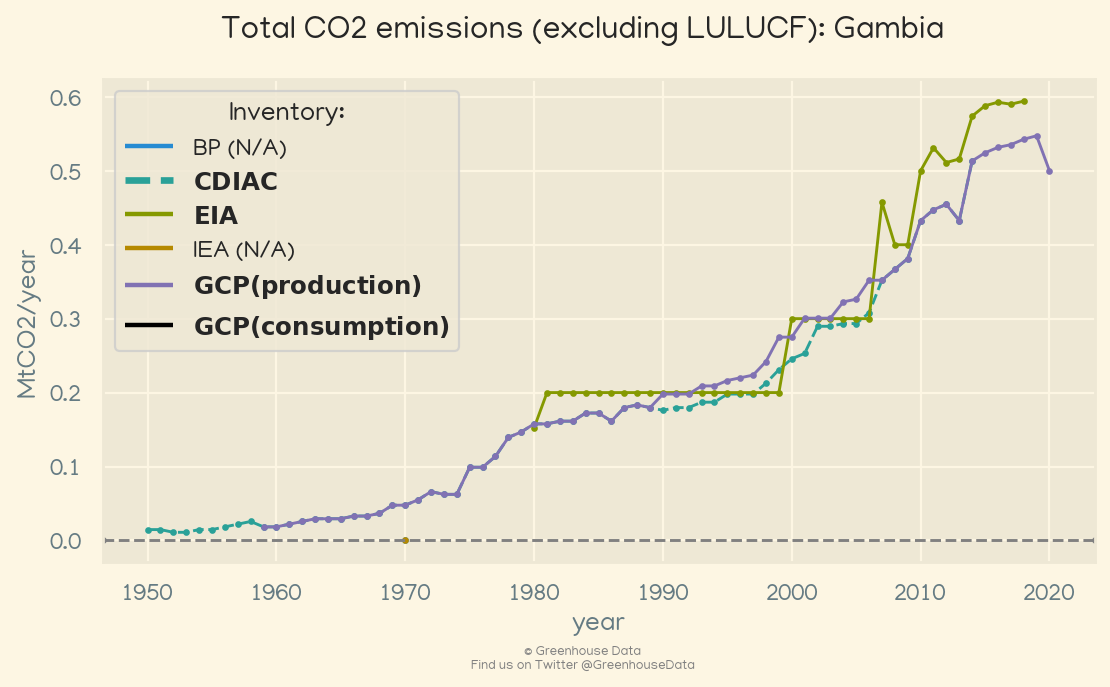 Total CO2 emissions (excluding LULUCF): Gambia
Inventory:
BP (N/A)
CDIAC
EIA
IEA (N/A)
GCP(production)
GCP(consumption)
MtCO2/year
0.6
0.5
0.4
0.3
0.2
0.1
0.0
1950 1960 1970 1980 1990 2000 2010 2020
year
© Greenhouse Data
Find us on Twitter @GreenhouseData